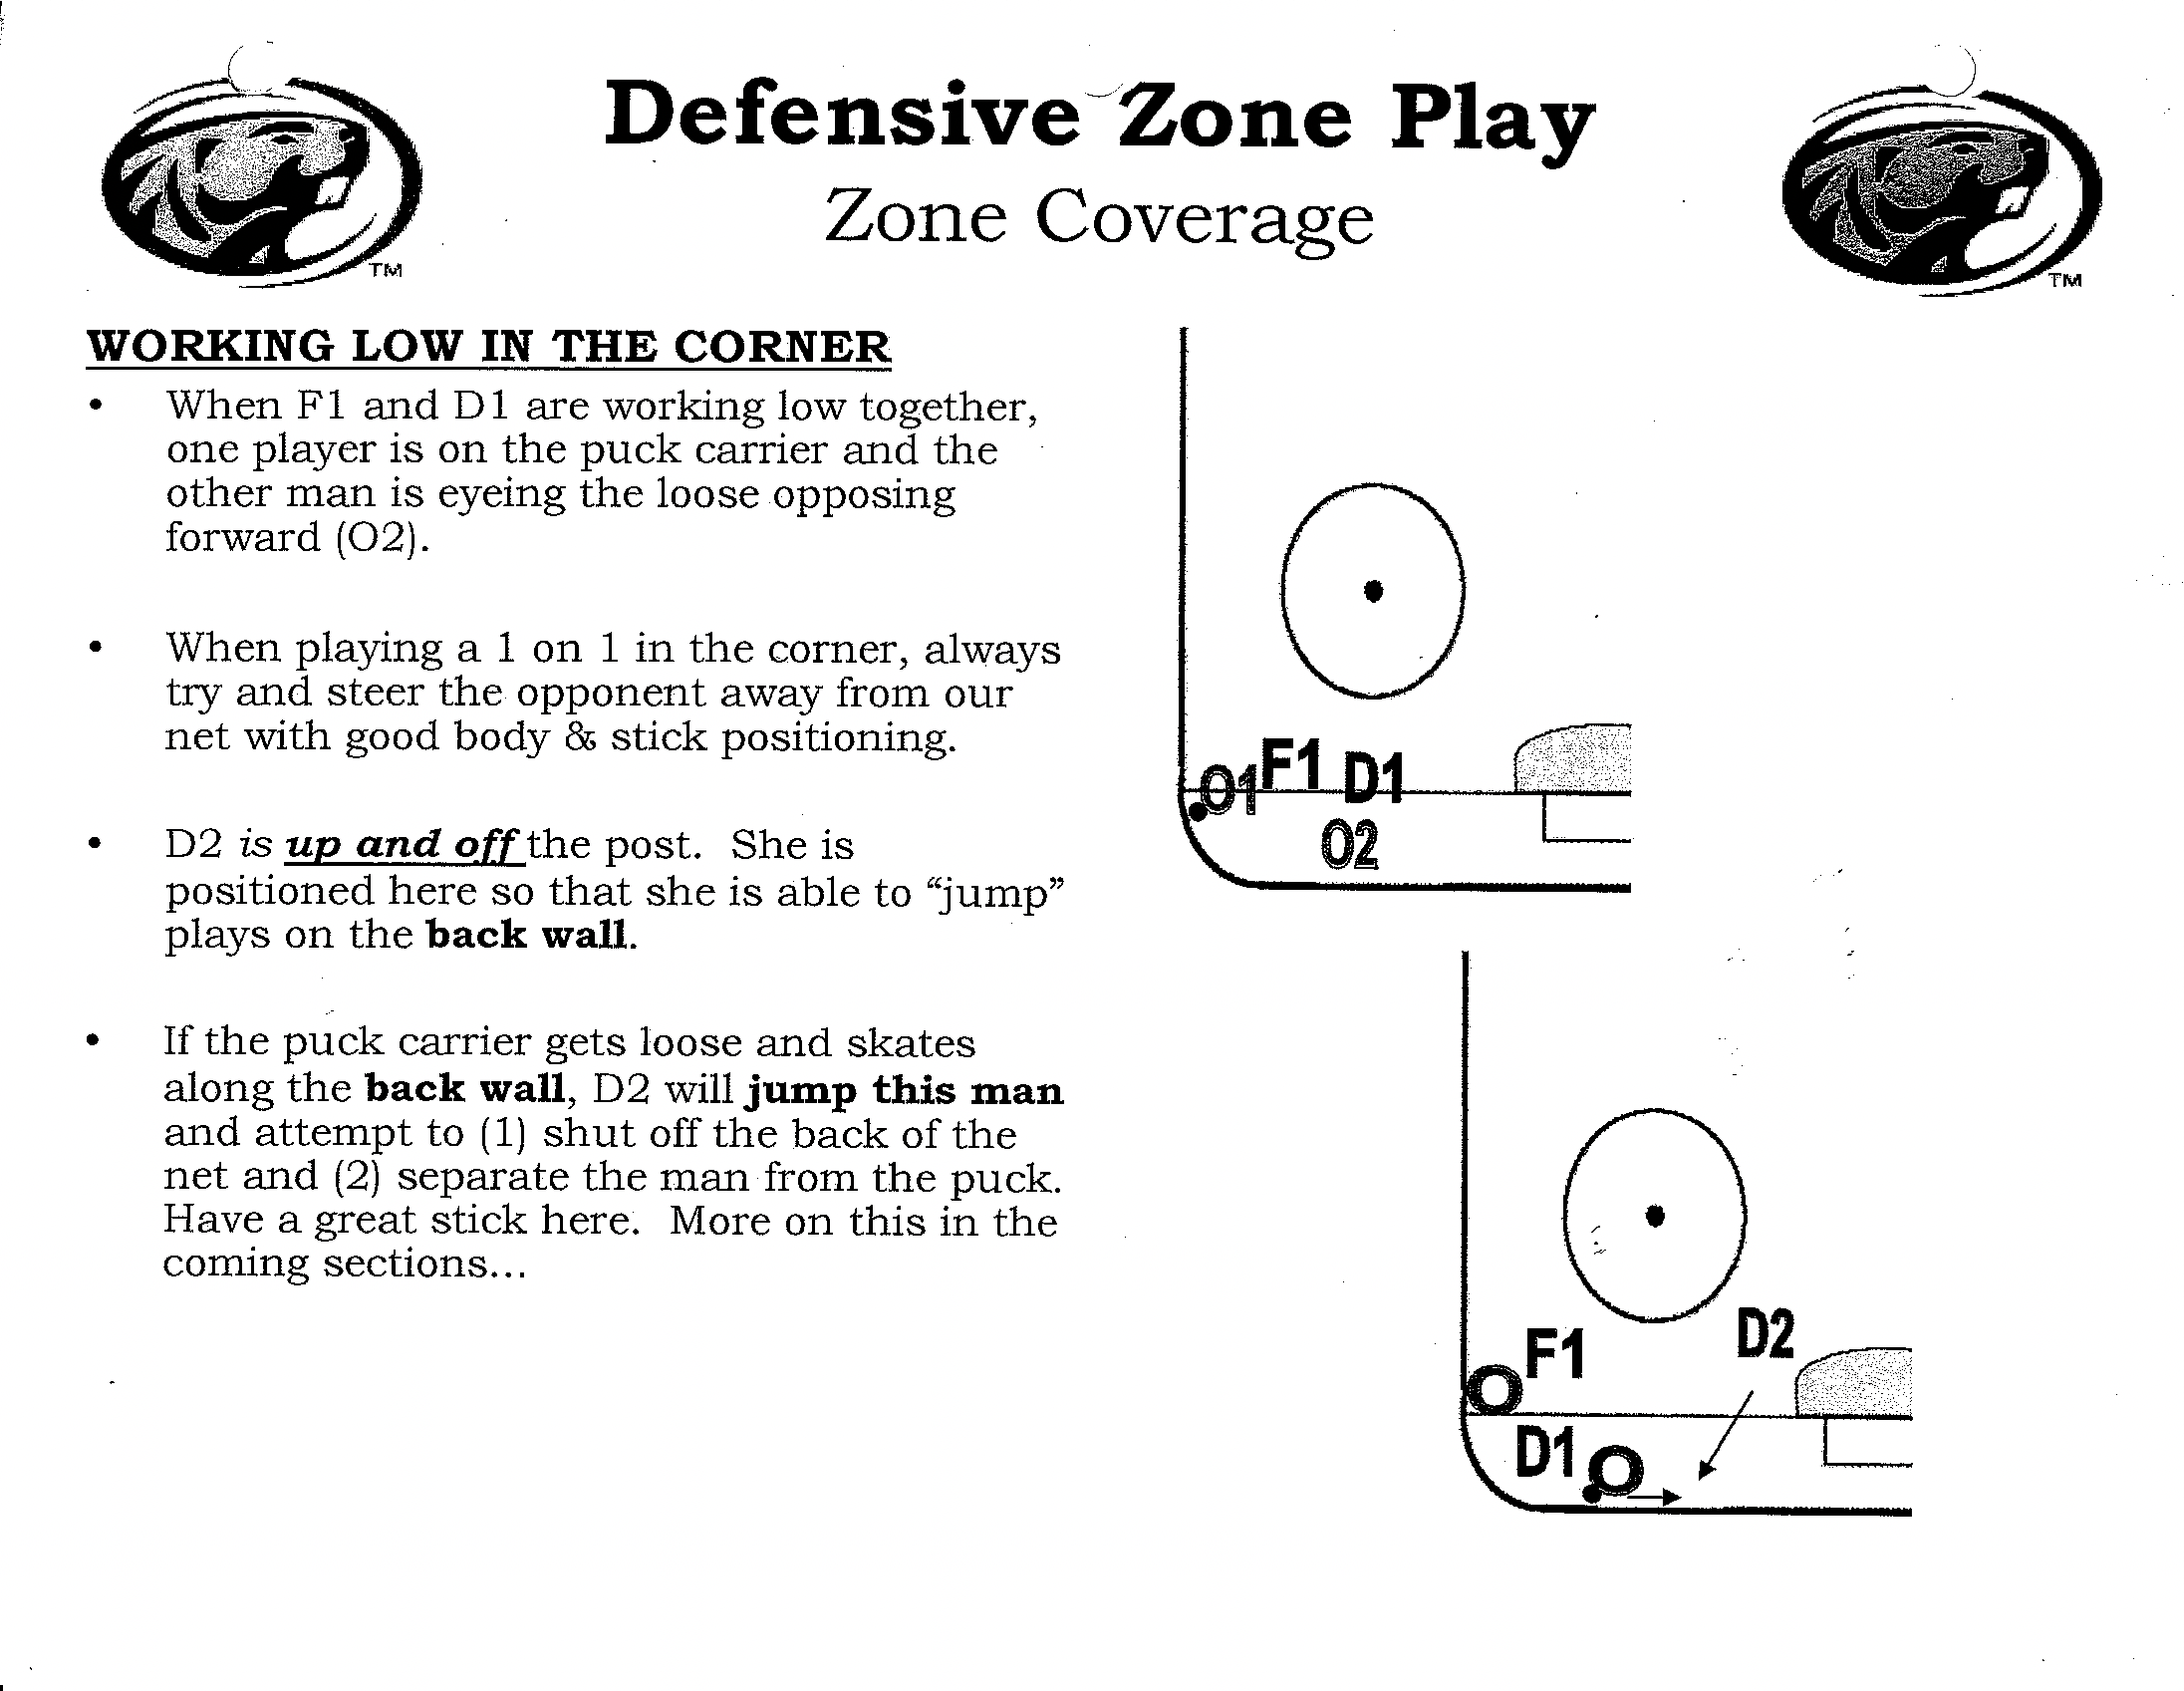 Defensive Zone Play
Zone Coverage
TM
TM
WORKING LOW IN THE CORNER
• When F1 and D1 are working low together,
one player is on the puck carrier and the
other man is eyeing the loose opposing
forward (O2).
• When playing a 1 on 1 in the corner, always
try and steer the opponent away from our
net with good body & stick positioning.
• D2 is up and off the post. She is
positioned here so that she is able to “jump”
plays on the back wall.
• If the puck carrier gets loose and skates
along the back wall, D2 will jump this man
and attempt to (1) shut off the back of the
net and (2) separate the man from the puck.
Have a great stick here. More on this in the
coming sections...
O1 F1 D1
O2
D2
F1
O
D1 O